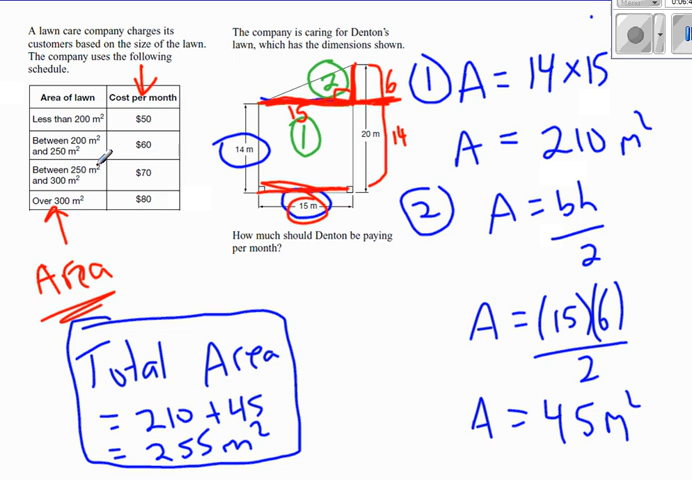 A lawn care company charges its
customers based on the size of the lawn.
The company uses the following
schedule.
Area of lawn Cost per month
Less than 200 m² $50
Between 200 m²
and 250 m² $60
Between 250 m²
and 300 m² $70
Over 300 m² $80
Area
The company is caring for Denton's
lawn, which has the dimensions shown.
2
6
15
1
20 m
14
14 m
15 m
How much should Denton be paying
per month?
1 A = 14 × 15
A = 210 m²
2 A = bh
2
A = (15)(6)
2
A = 45 m²
Total Area
= 210 + 45
= 255 m²